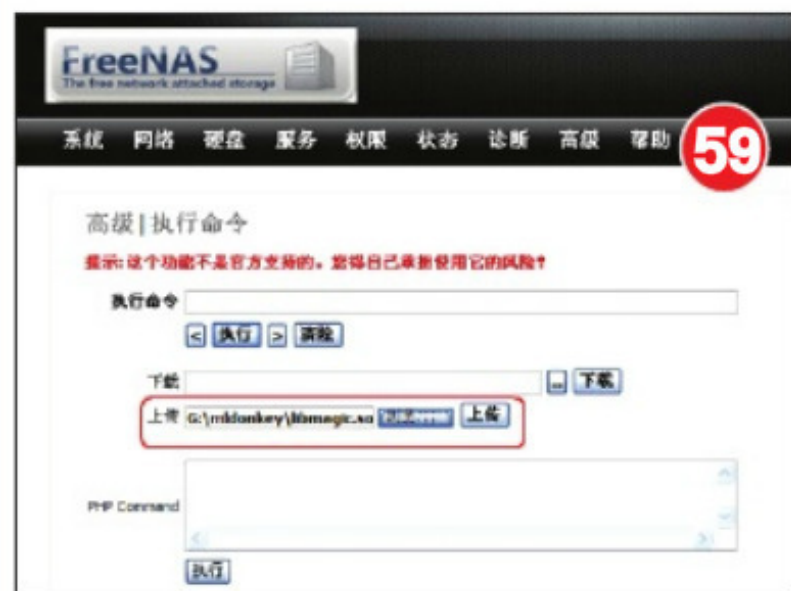 FreeNAS
The free network attached storage
系统 网络 硬盘 服务 权限 状态 诊断 高级 帮助
59
高级|执行命令
提示:这个功能不是官方支持的。您得自己承担使用它的风险!
执行命令
< 执行 > 清除
下载 ... 下载
上传 G:\mldonkey\libmagic.so 浏览... 上传
PHP Command
执行